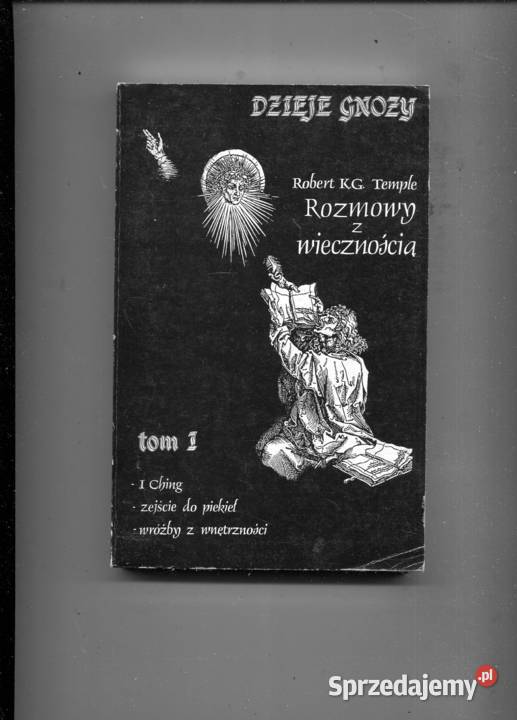 DZIEJE GNOZY
Robert K.G. Temple
Rozmowy
z
wiecznością
tom I
- I Ching
- zejście do piekieł
- wróżby z wnętrzności
Sprzedajemy.pl